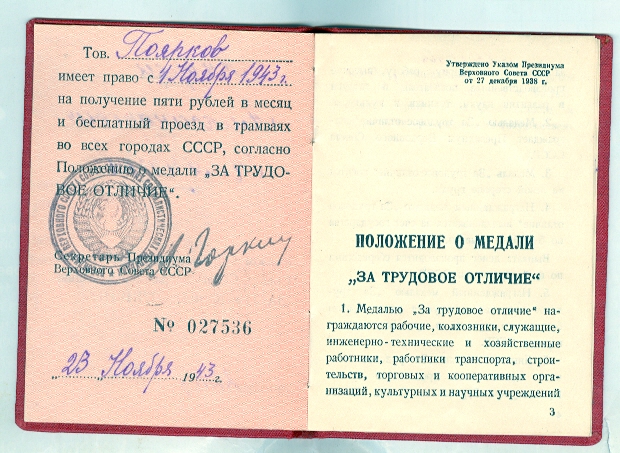 Тов. Поярков
имеет право с 1 Ноября 1943 г.
на получение пяти рублей в месяц
и бесплатный проезд в трамваях
во всех городах СССР, согласно
Положению о медали „ЗА ТРУДО-
ВОЕ ОТЛИЧИЕ“.
Секретарь Президиума
Верховного Совета СССР
А. Горкин
№ 027536
„23 Ноября 1943 г.
Утверждено Указом Президиума
Верховного Совета СССР
от 27 декабря 1938 г.
ПОЛОЖЕНИЕ О МЕДАЛИ
„ЗА ТРУДОВОЕ ОТЛИЧИЕ“
1. Медалью „За трудовое отличие“ на-
граждаются рабочие, колхозники, служащие,
инженерно-технические и хозяйственные
работники, работники транспорта, строи-
тельств, торговых и кооперативных орга-
низаций, культурных и научных учреждений
3